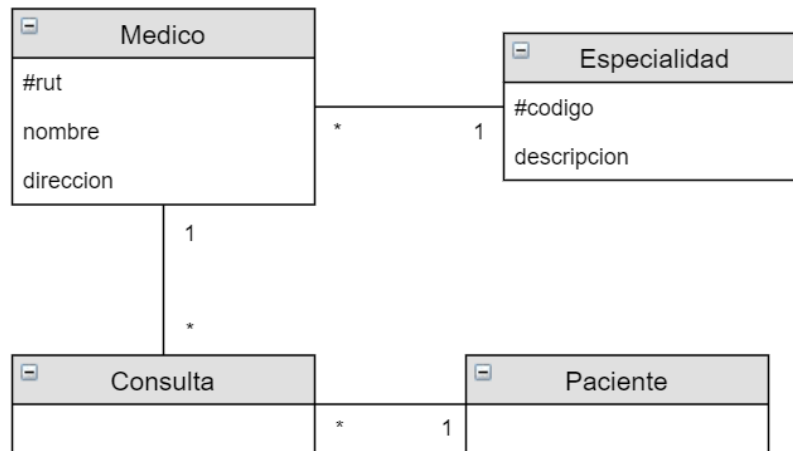 Medico
#rut
nombre
direccion
Especialidad
#codigo
descripcion
* 1
1
*
Consulta
Paciente
* 1